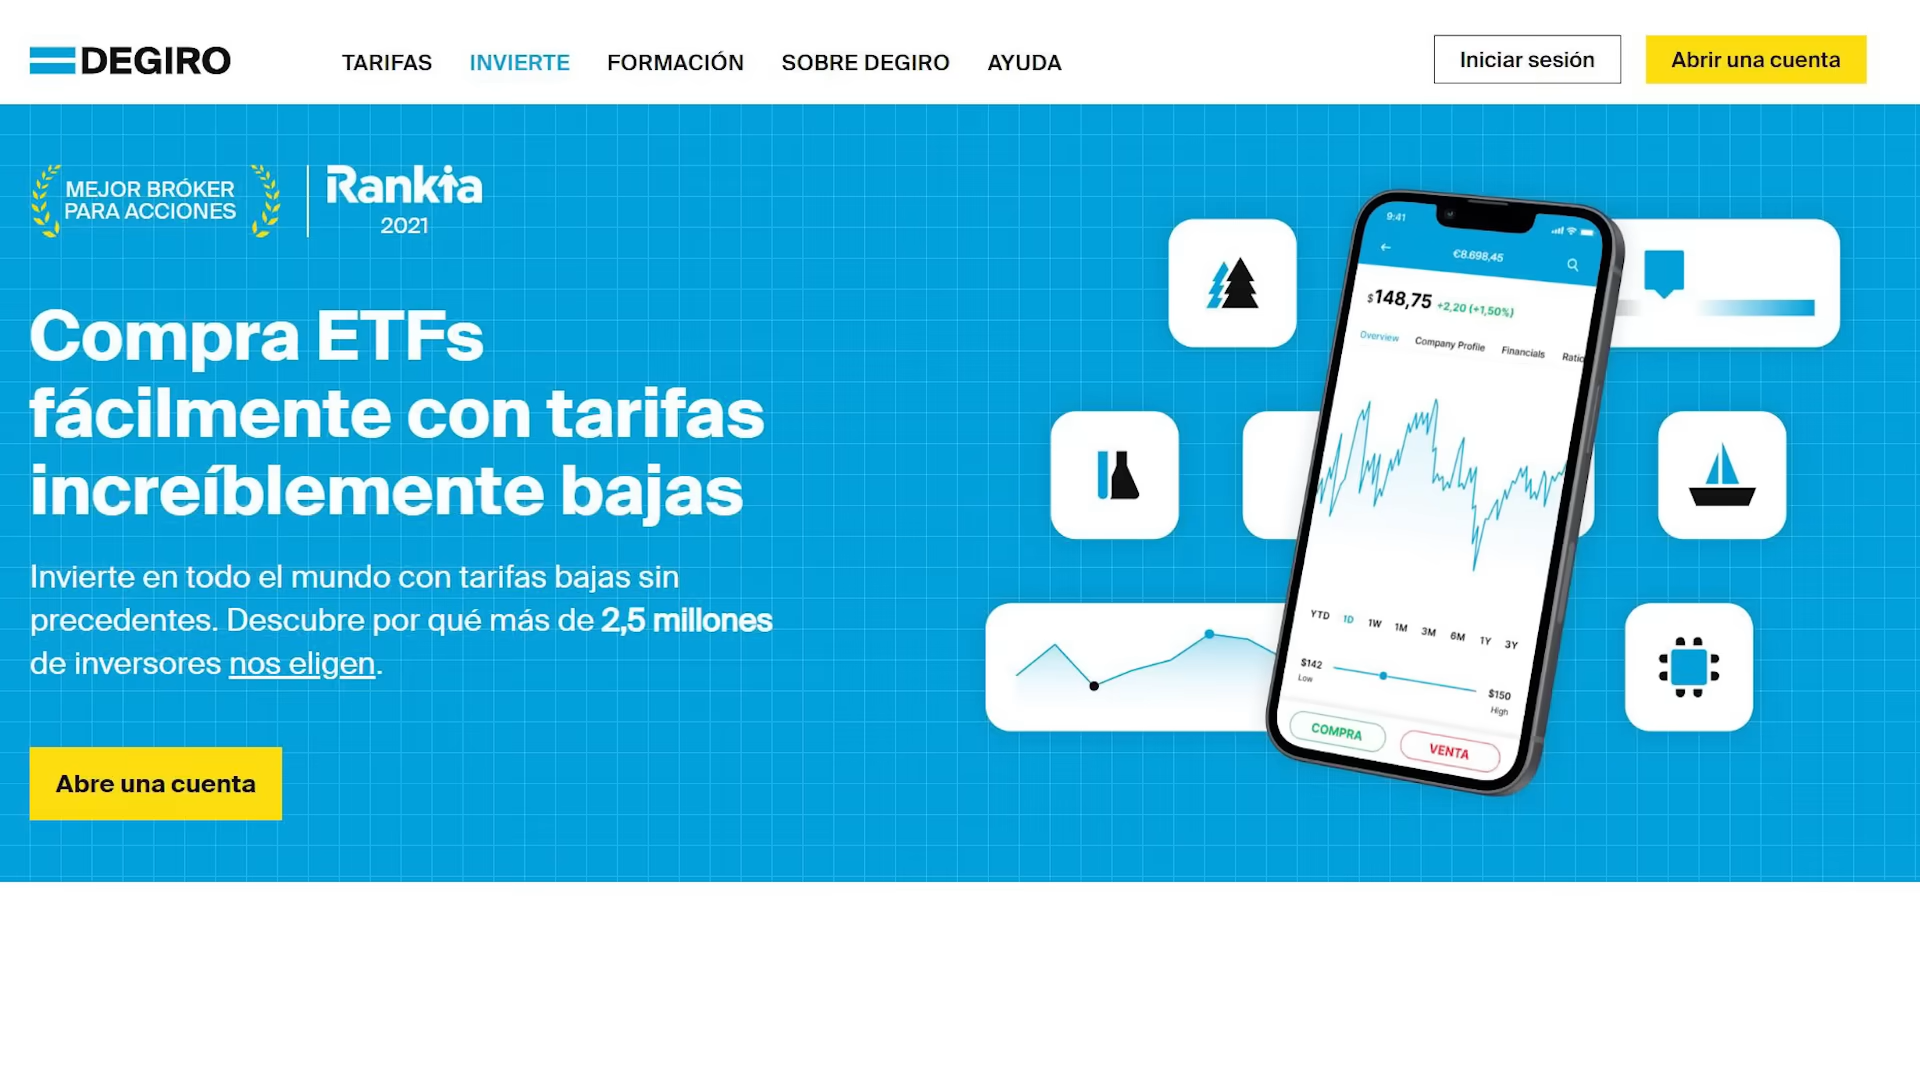 DEGIRO
TARIFAS INVIERTE FORMACIÓN SOBRE DEGIRO AYUDA
Iniciar sesión
Abrir una cuenta
MEJOR BRÓKER
PARA ACCIONES
Rankia
2021
Compra ETFs
fácilmente con tarifas
increíblemente bajas
Invierte en todo el mundo con tarifas bajas sin
precedentes. Descubre por qué más de 2,5 millones
de inversores nos eligen.
Abre una cuenta
9:41
€8.698,45
$148,75 +2,20 (+1,50%)
Overview Company Profile Financials Ratio
YTD 1D 1W 1M 3M 6M 1Y 3Y
$142 $150
Low High
COMPRA VENTA